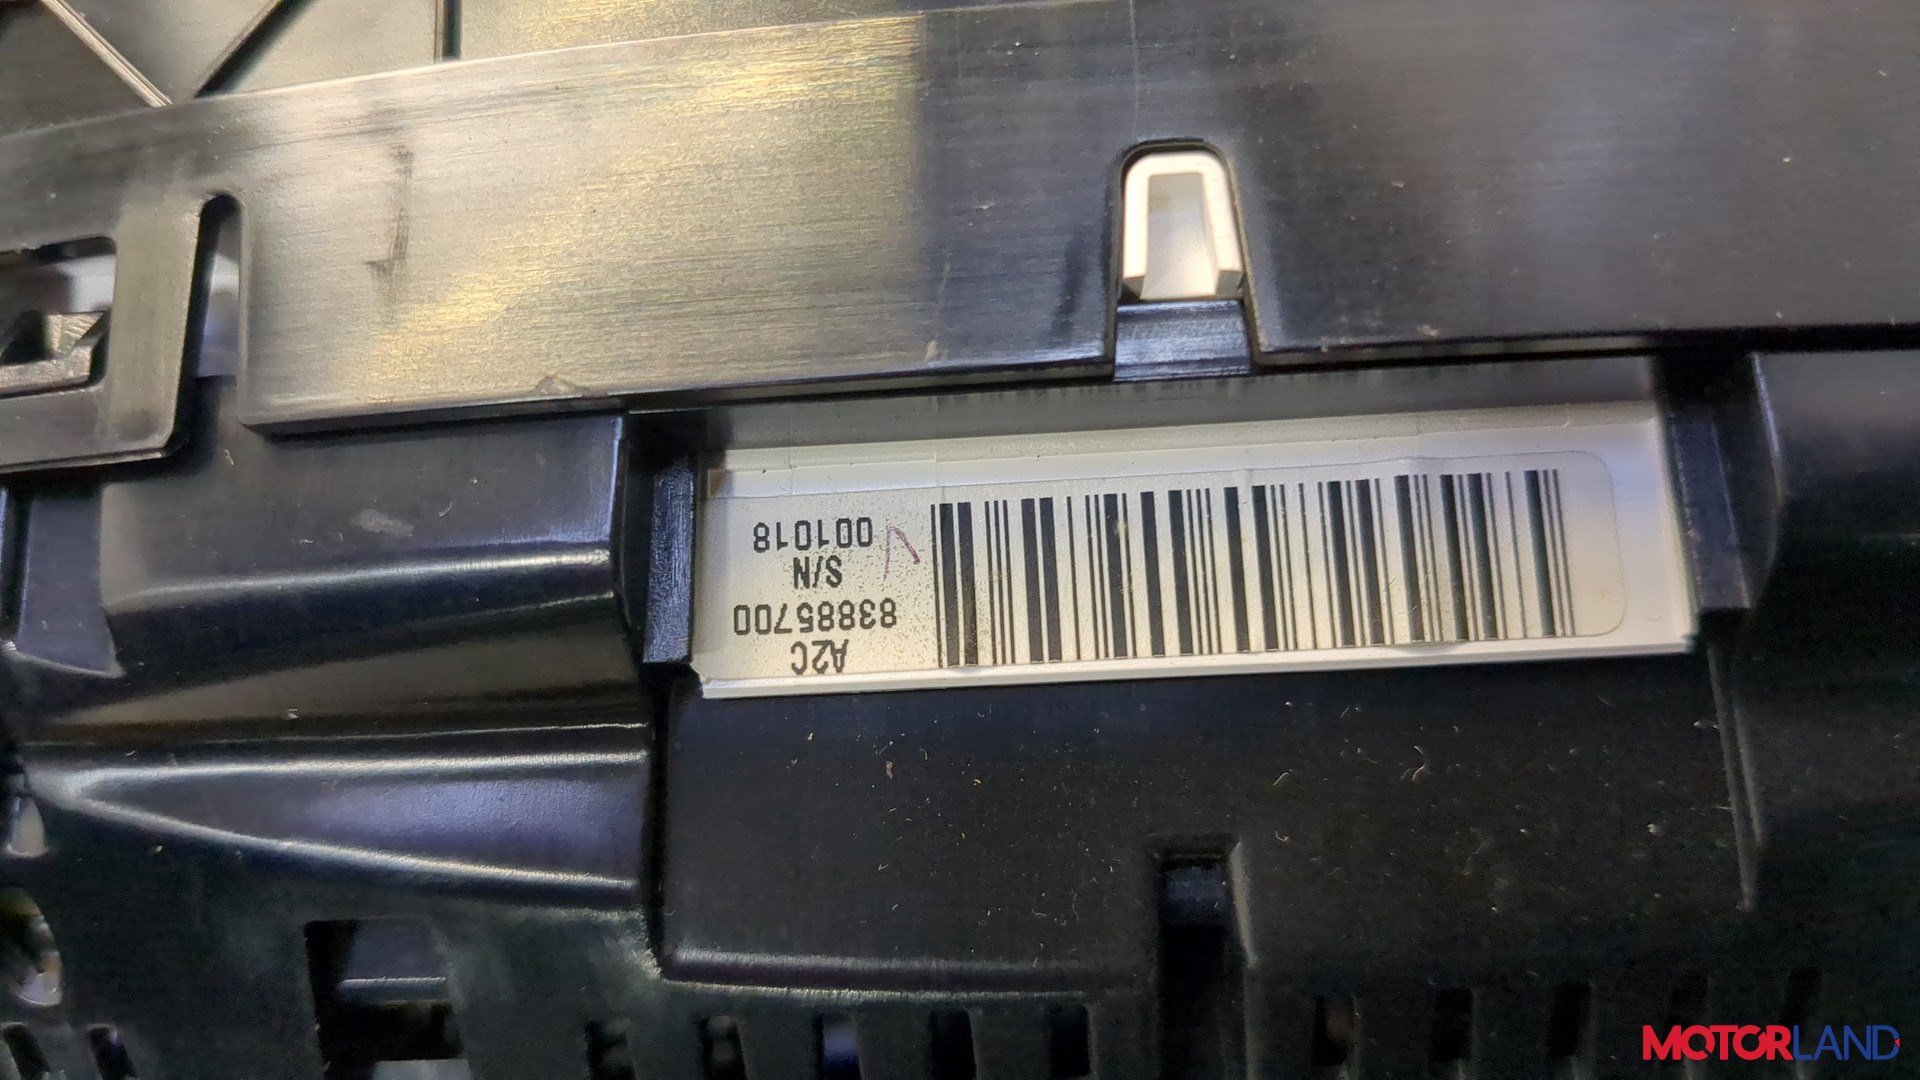 A2C
83885700
S/N
001018
MOTORLAND